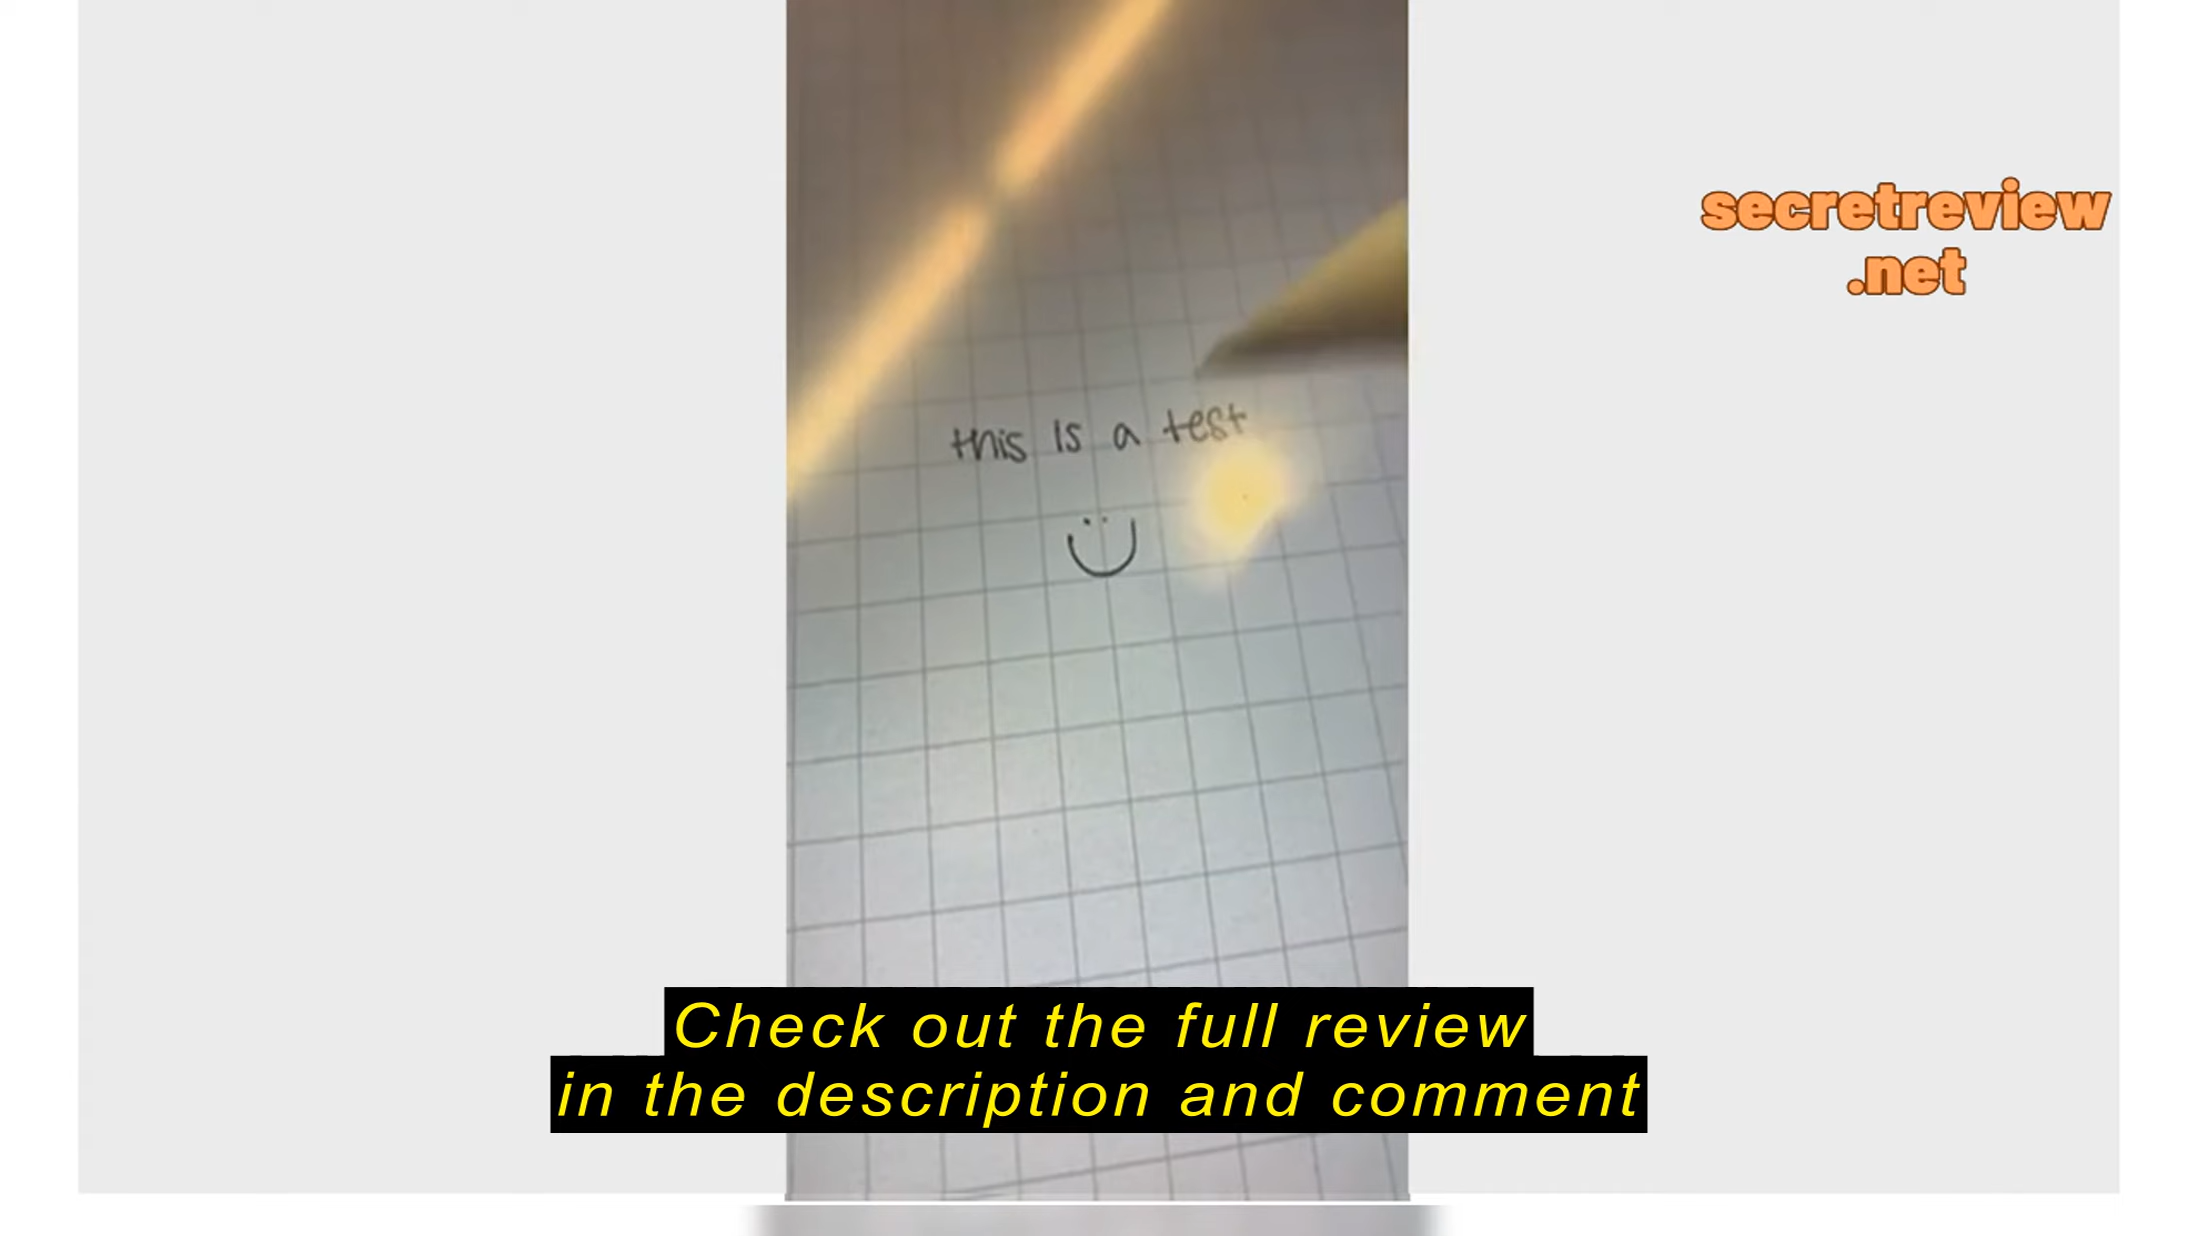 secretreview
.net
this is a test
Check out the full review
in the description and comment